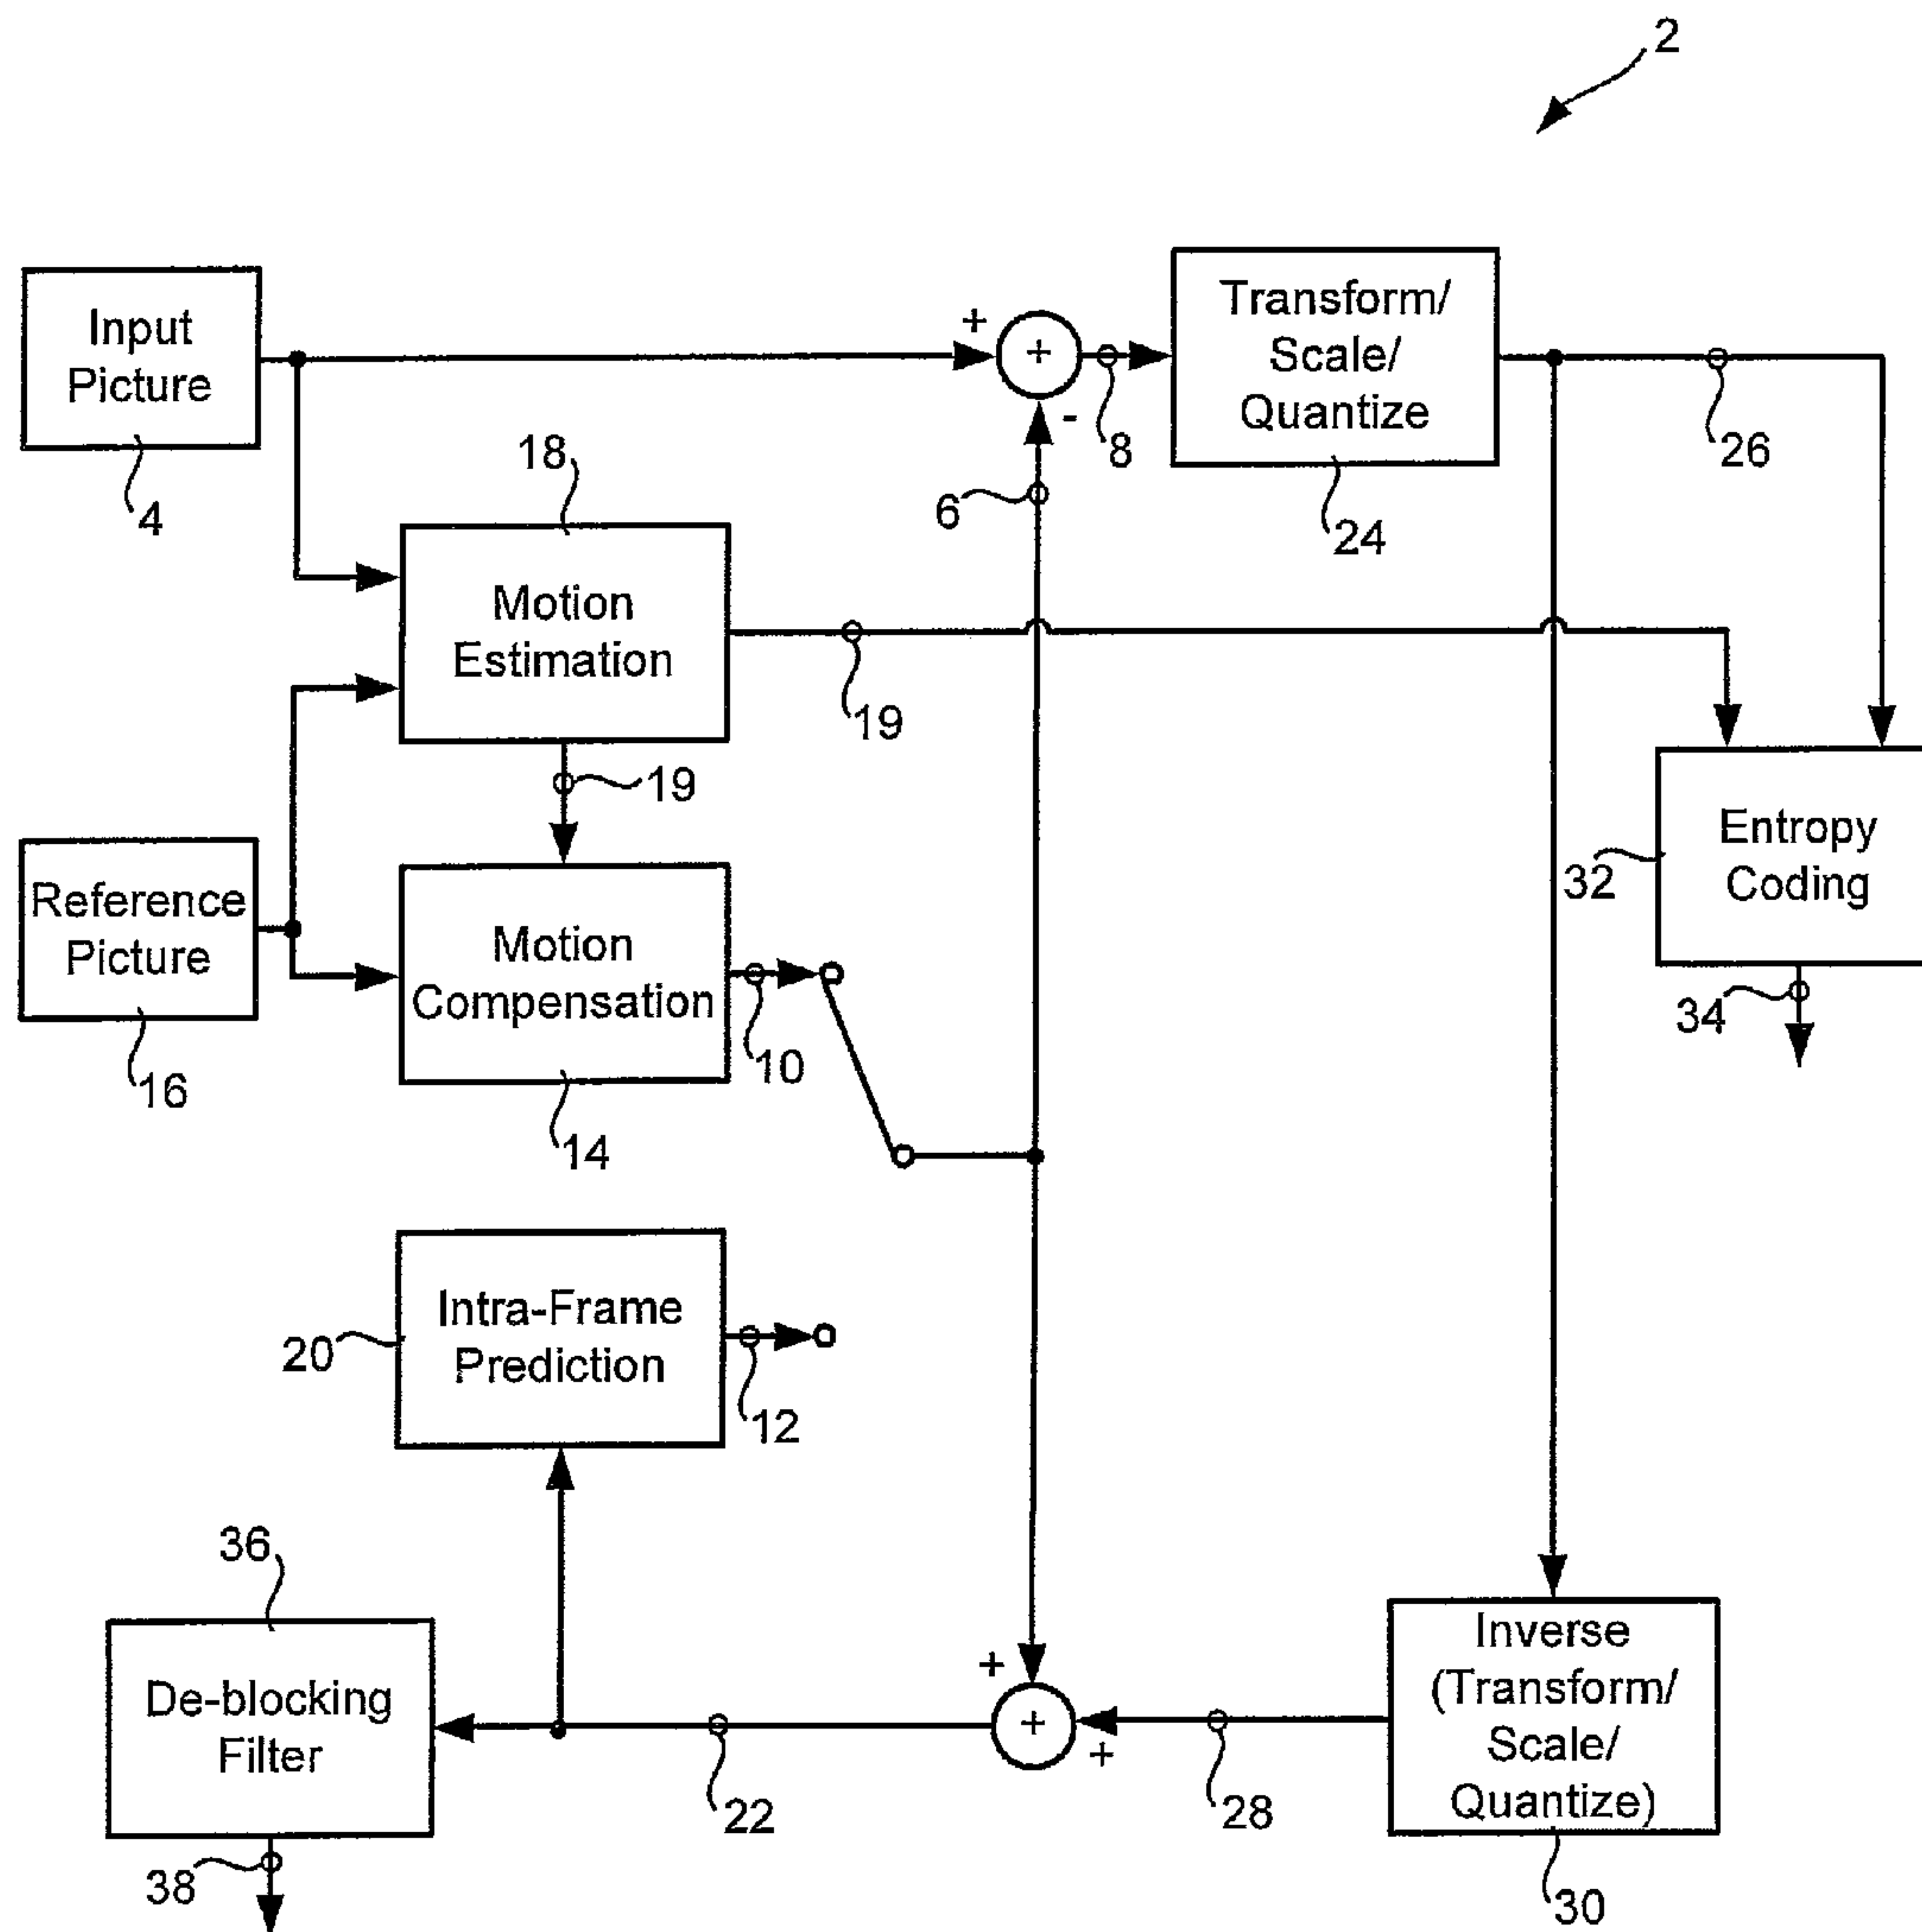 2
Input
Picture
4
+
+
-
6
8
Transform/
Scale/
Quantize
24
26
18
Motion
Estimation
19
19
Reference
Picture
16
Motion
Compensation
10
14
Entropy
Coding
32
34
Intra-Frame
Prediction
20
12
36
De-blocking
Filter
38
22
+
+
+
28
Inverse
(Transform/
Scale/
Quantize)
30